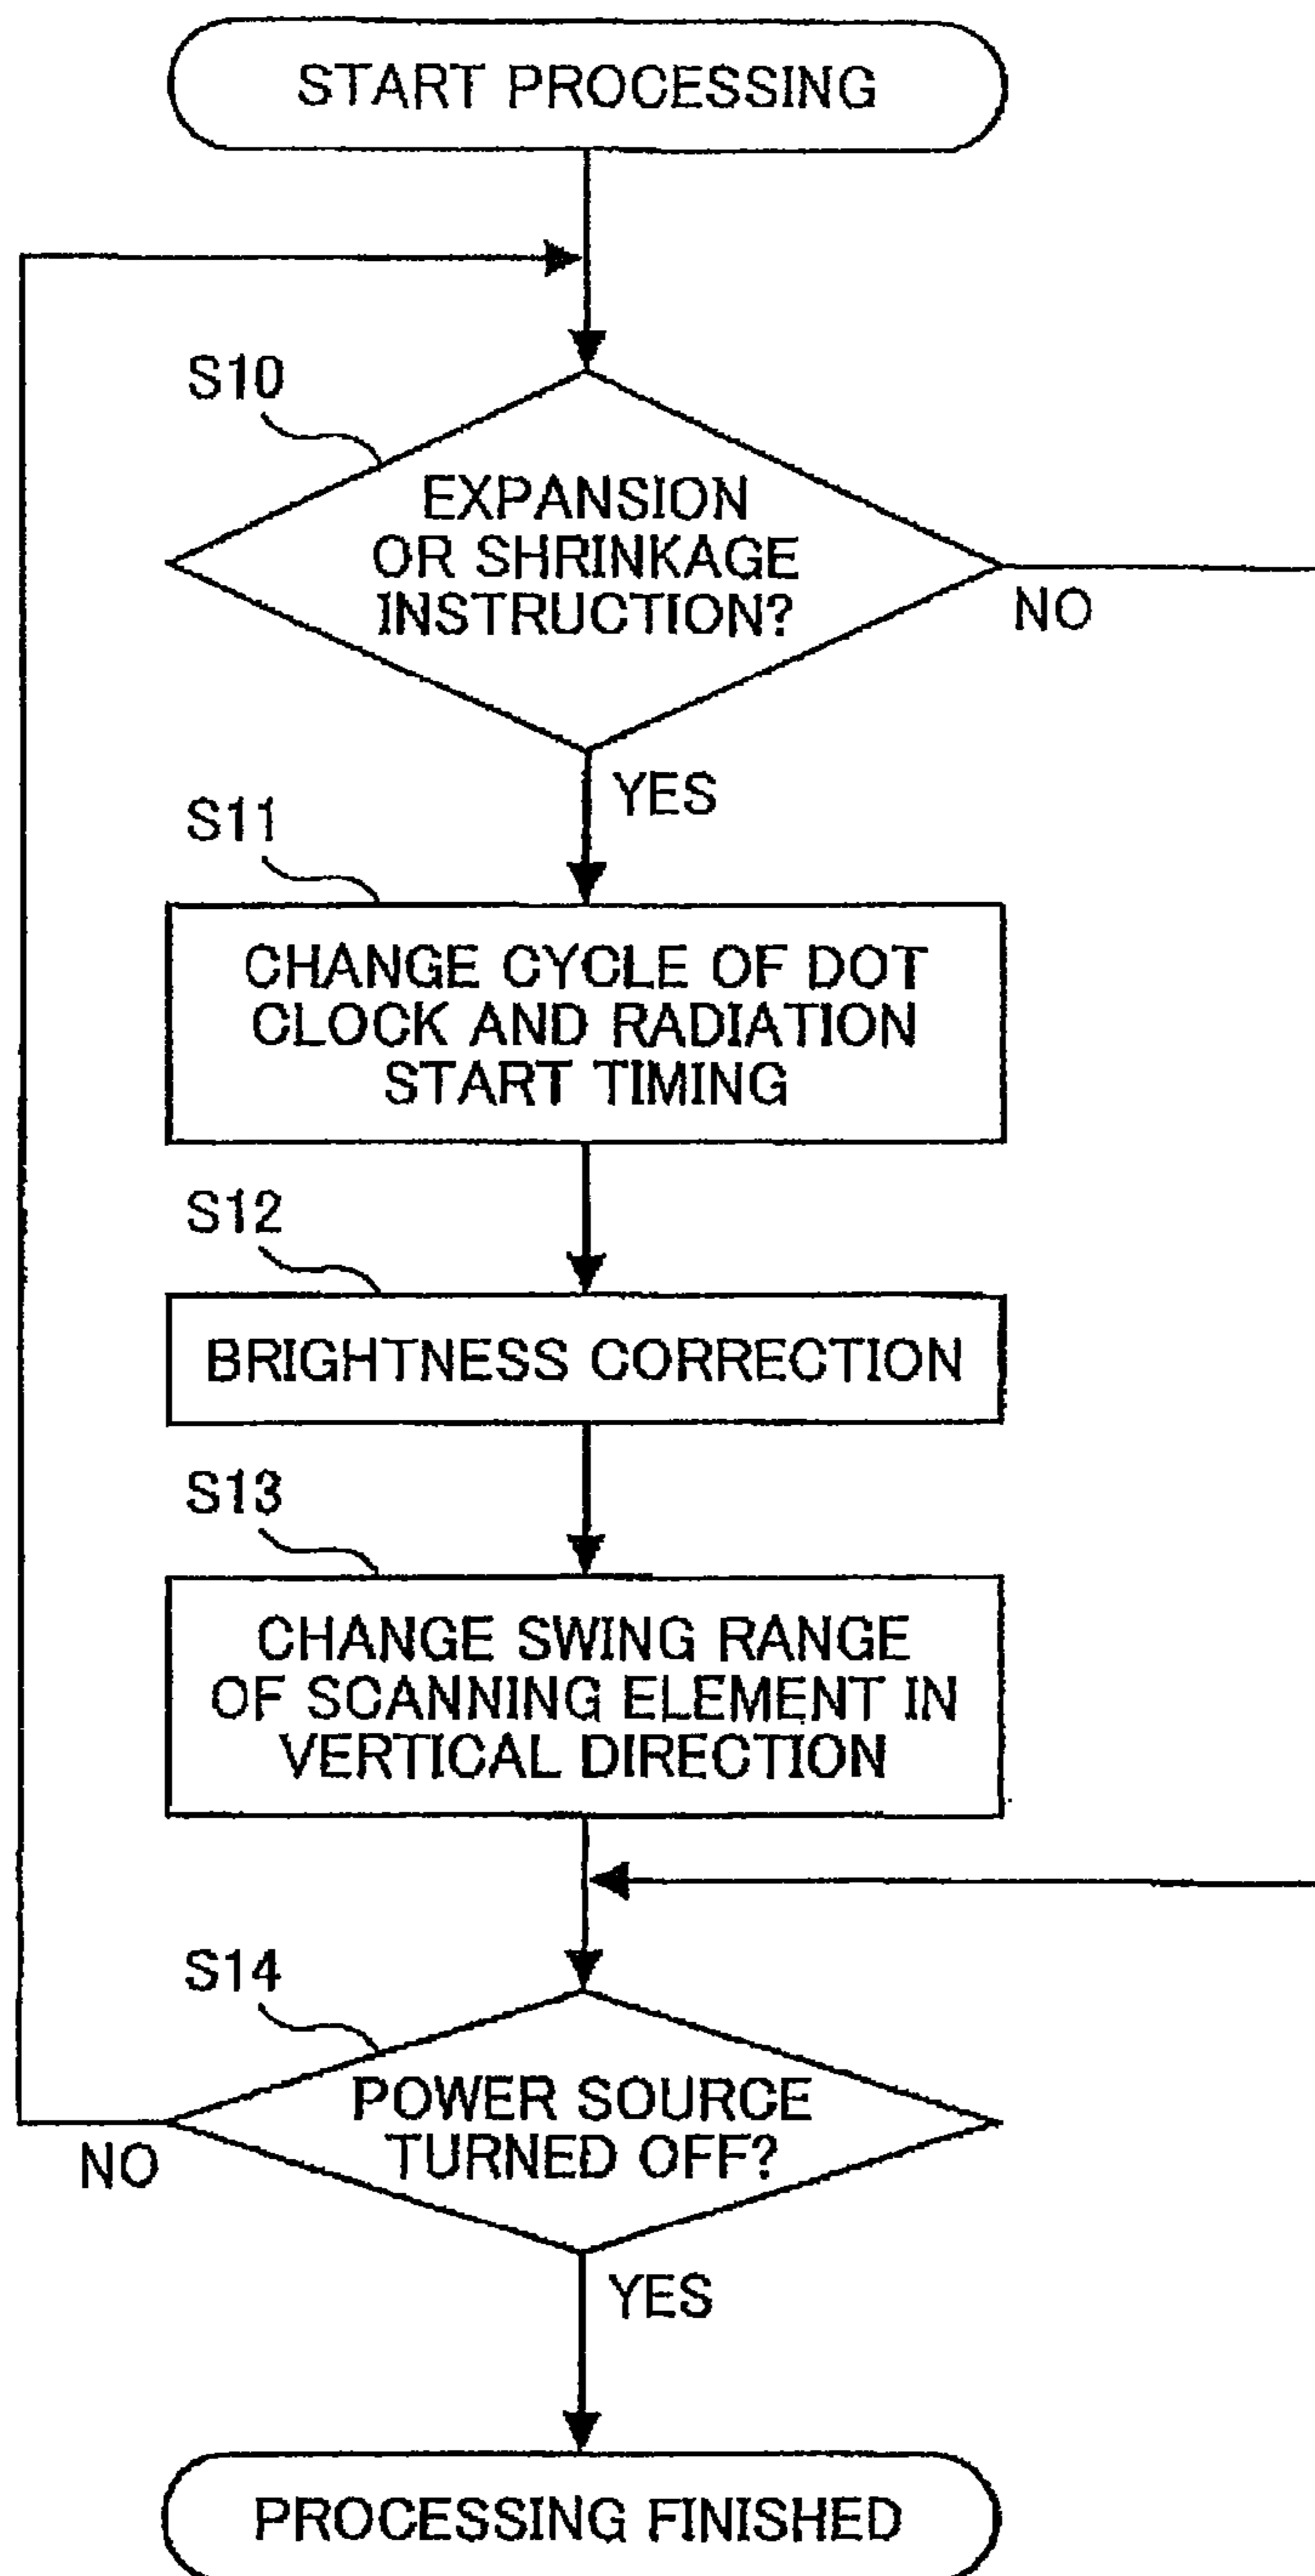 START PROCESSING
S10
EXPANSION
OR SHRINKAGE
INSTRUCTION?
NO
YES
S11
CHANGE CYCLE OF DOT
CLOCK AND RADIATION
START TIMING
S12
BRIGHTNESS CORRECTION
S13
CHANGE SWING RANGE
OF SCANNING ELEMENT IN
VERTICAL DIRECTION
S14
POWER SOURCE
TURNED OFF?
NO
YES
PROCESSING FINISHED